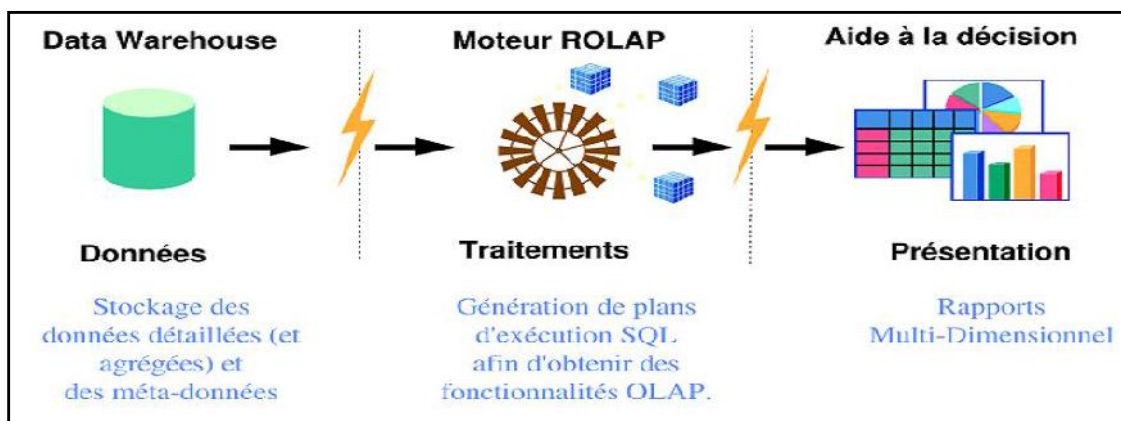 Data Warehouse
Moteur ROLAP
Aide à la décision
Données
Traitements
Présentation
Stockage des
données détaillées (et
agrégées) et
des méta-données
Génération de plans
d'exécution SQL
afin d'obtenir des
fonctionnalités OLAP.
Rapports
Multi-Dimensionnel